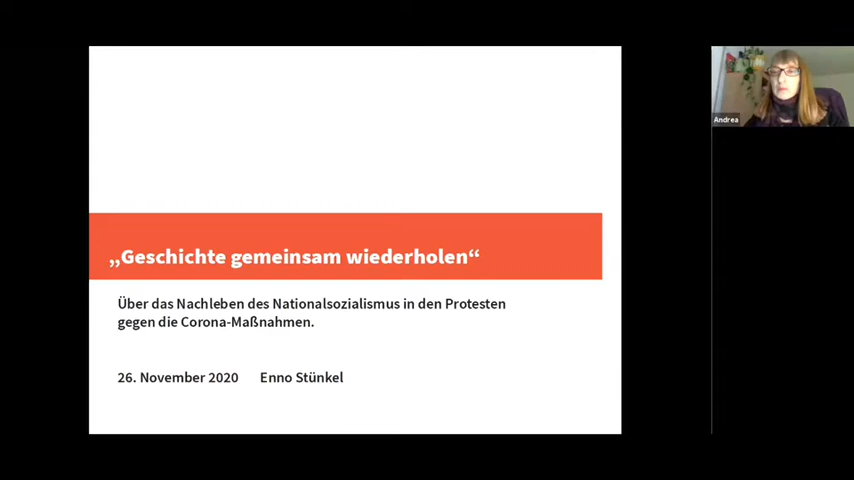 „Geschichte gemeinsam wiederholen“
Über das Nachleben des Nationalsozialismus in den Protesten
gegen die Corona-Maßnahmen.
26. November 2020 Enno Stünkel
Andrea